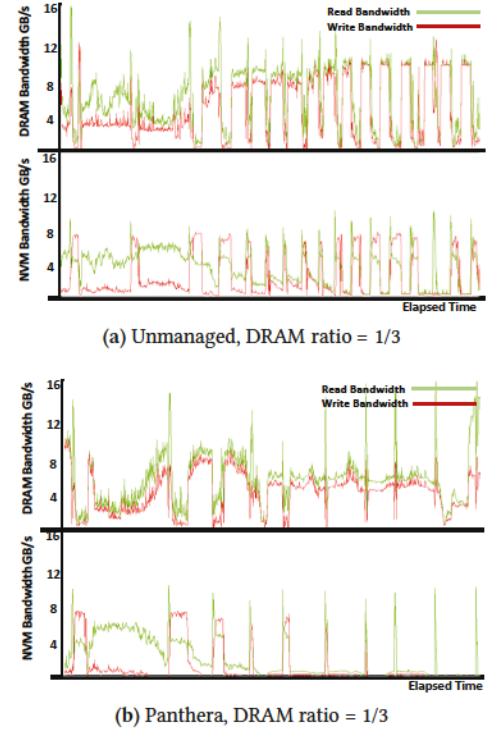 Read Bandwidth
Write Bandwidth
DRAM Bandwidth GB/s
16
12
8
4
NVM Bandwidth GB/s
16
12
8
4
Elapsed Time
(a) Unmanaged, DRAM ratio = 1/3
Read Bandwidth
Write Bandwidth
DRAM Bandwidth GB/s
16
12
8
4
NVM BandwidthGB/s
16
12
8
4
Elapsed Time
(b) Panthera, DRAM ratio = 1/3